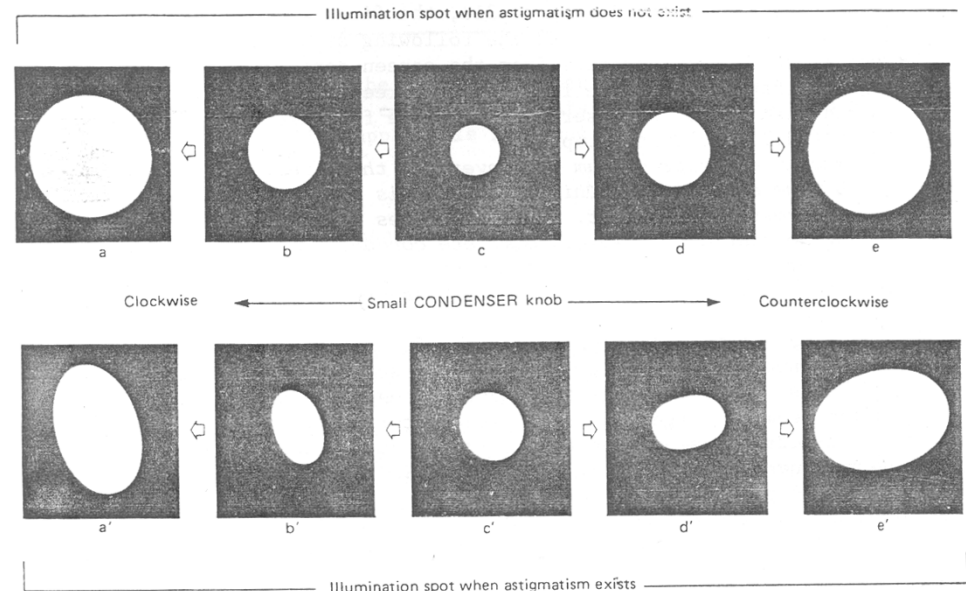 Illumination spot when astigmatism does not exist
a b c d e
Clockwise Small CONDENSER knob Counterclockwise
a' b' c' d' e'
Illumination spot when astigmatism exists